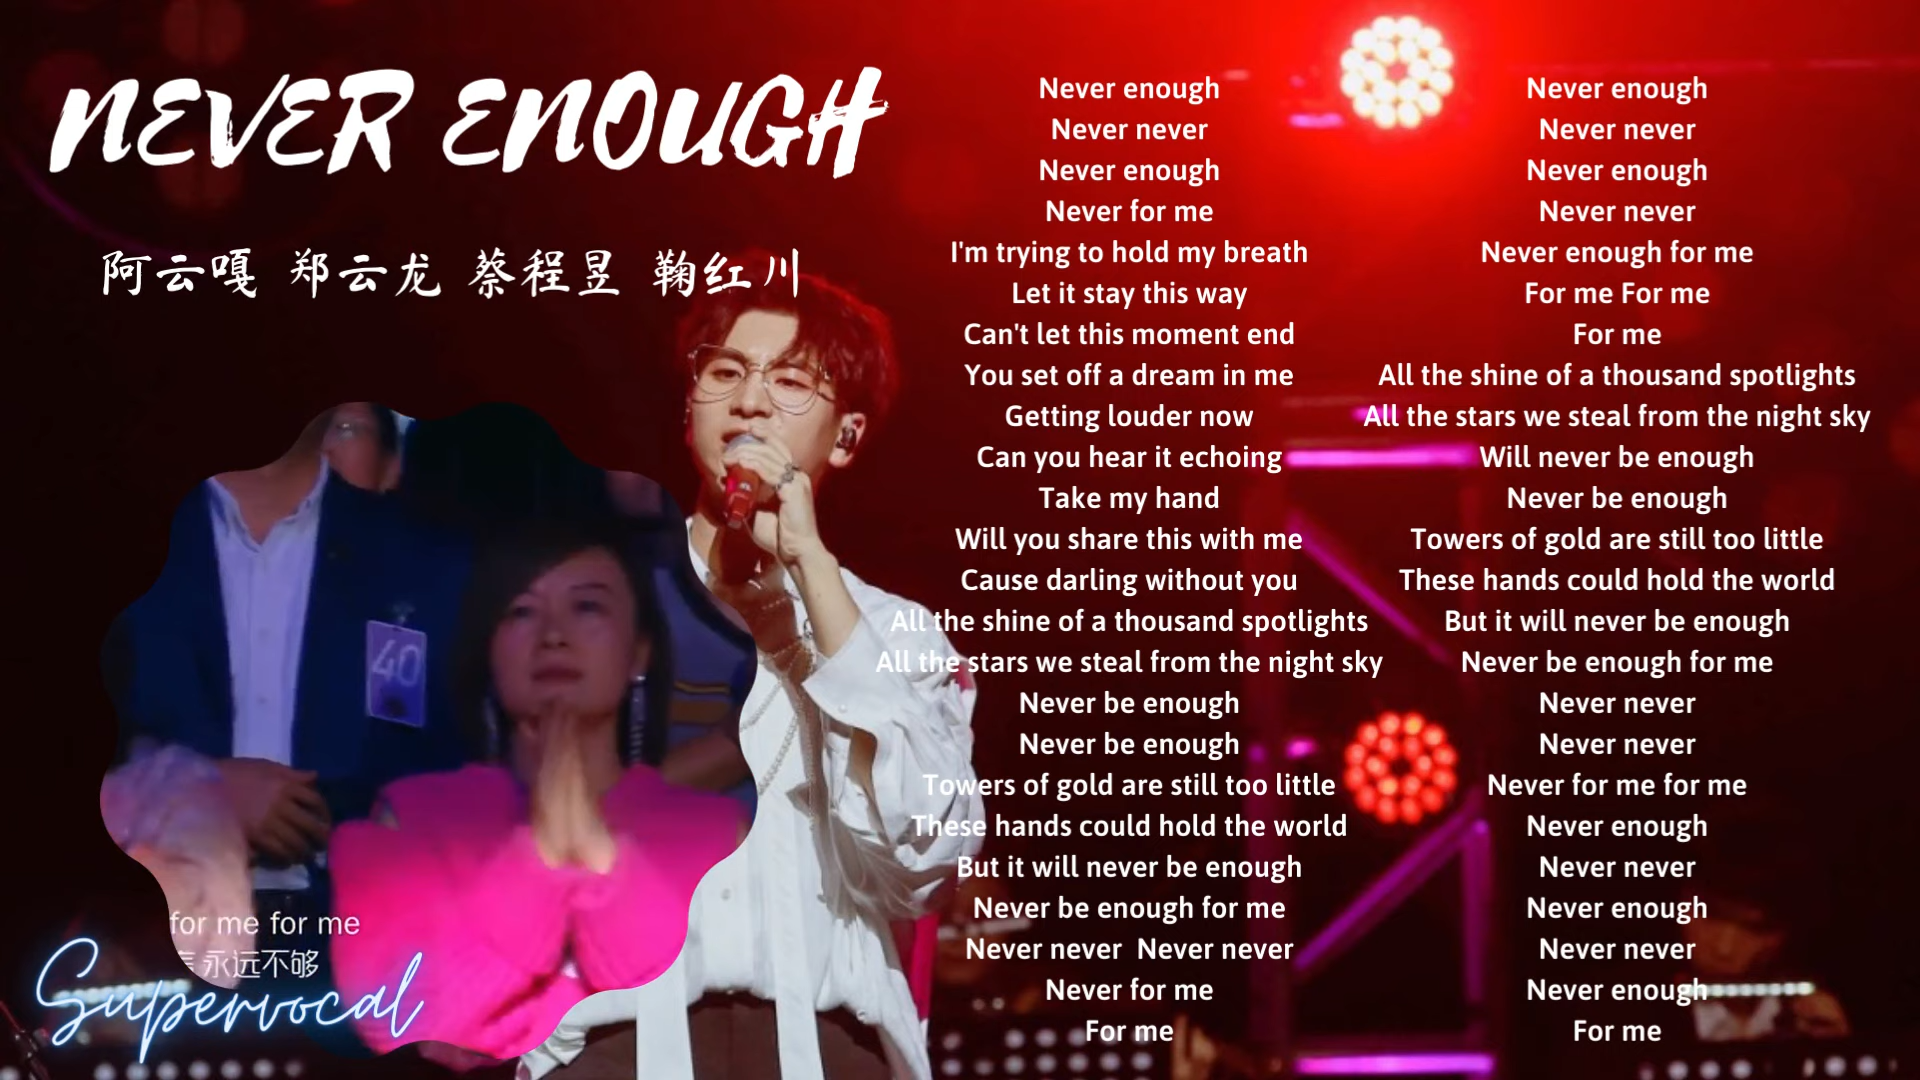 NEVER ENOUGH
阿云嘎 郑云龙 蔡程昱 鞠红川
40
for me for me
永远不够
Supervocal
Never enough
Never never
Never enough
Never for me
I'm trying to hold my breath
Let it stay this way
Can't let this moment end
You set off a dream in me
Getting louder now
Can you hear it echoing
Take my hand
Will you share this with me
Cause darling without you
All the shine of a thousand spotlights
All the stars we steal from the night sky
Never be enough
Never be enough
Towers of gold are still too little
These hands could hold the world
But it will never be enough
Never be enough for me
Never never  Never never
Never for me
For me
Never enough
Never never
Never enough
Never never
Never enough for me
For me For me
For me
All the shine of a thousand spotlights
All the stars we steal from the night sky
Will never be enough
Never be enough
Towers of gold are still too little
These hands could hold the world
But it will never be enough
Never be enough for me
Never never
Never never
Never for me for me
Never enough
Never never
Never enough
Never never
Never enough
For me